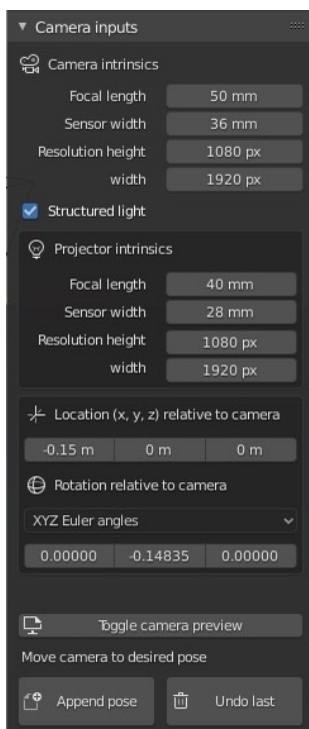 Camera inputs
Camera intrinsics
Focal length 50 mm
Sensor width 36 mm
Resolution height 1080 px
width 1920 px
Structured light
Projector intrinsics
Focal length 40 mm
Sensor width 28 mm
Resolution height 1080 px
width 1920 px
Location (x, y, z) relative to camera
-0.15 m 0 m 0 m
Rotation relative to camera
XYZ Euler angles
0.00000 -0.14835 0.00000
Toggle camera preview
Move camera to desired pose
Append pose Undo last